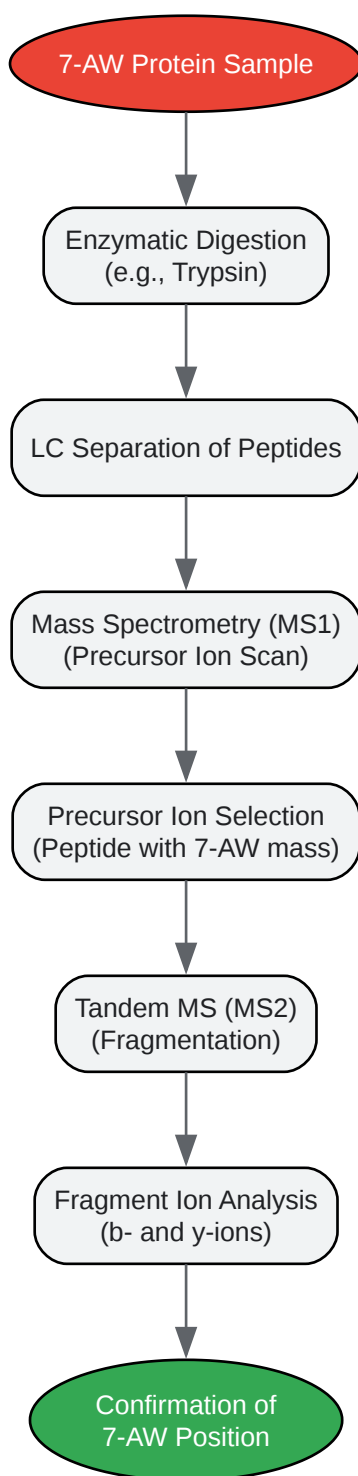 7-AW Protein Sample
Enzymatic Digestion
(e.g., Trypsin)
LC Separation of Peptides
Mass Spectrometry (MS1)
(Precursor Ion Scan)
Precursor Ion Selection
(Peptide with 7-AW mass)
Tandem MS (MS2)
(Fragmentation)
Fragment Ion Analysis
(b- and y-ions)
Confirmation of
7-AW Position